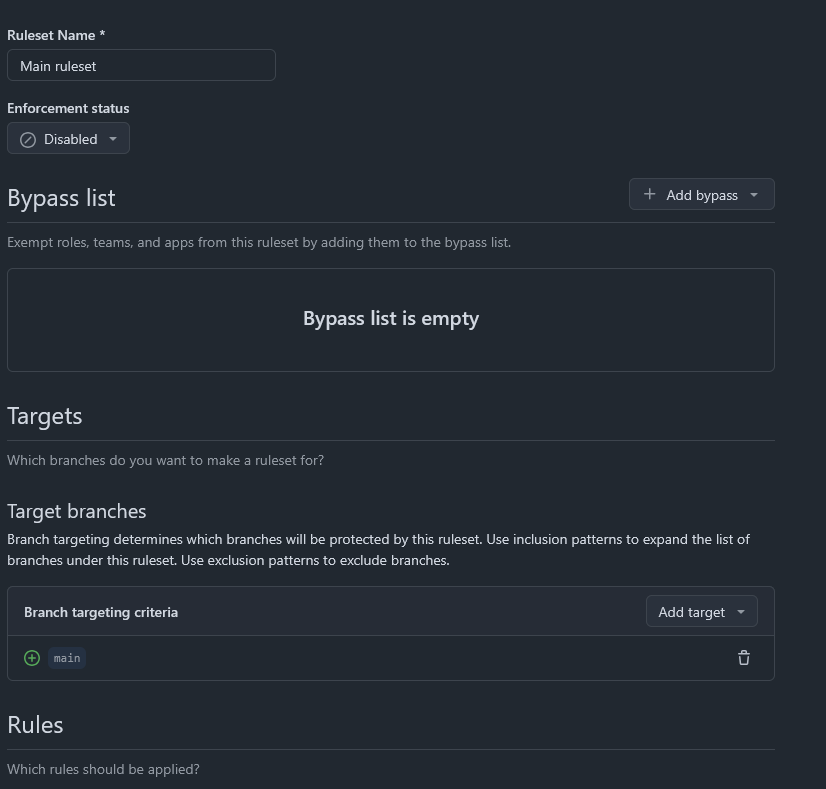 Ruleset Name *
Main ruleset
Enforcement status
Disabled
Bypass list
Add bypass
Exempt roles, teams, and apps from this ruleset by adding them to the bypass list.
Bypass list is empty
Targets
Which branches do you want to make a ruleset for?
Target branches
Branch targeting determines which branches will be protected by this ruleset. Use inclusion patterns to expand the list of
branches under this ruleset. Use exclusion patterns to exclude branches.
Branch targeting criteria
Add target
main
Rules
Which rules should be applied?